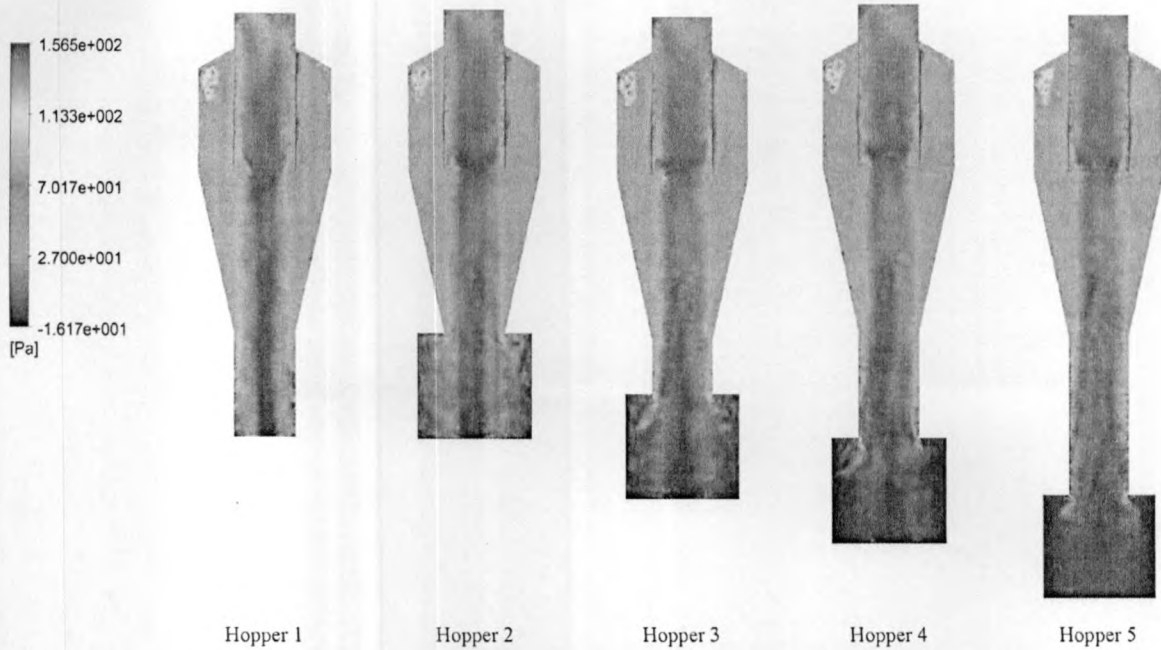 1.565e+002
1.133e+002
7.017e+001
2.700e+001
-1.617e+001
[Pa]
Hopper 1
Hopper 2
Hopper 3
Hopper 4
Hopper 5